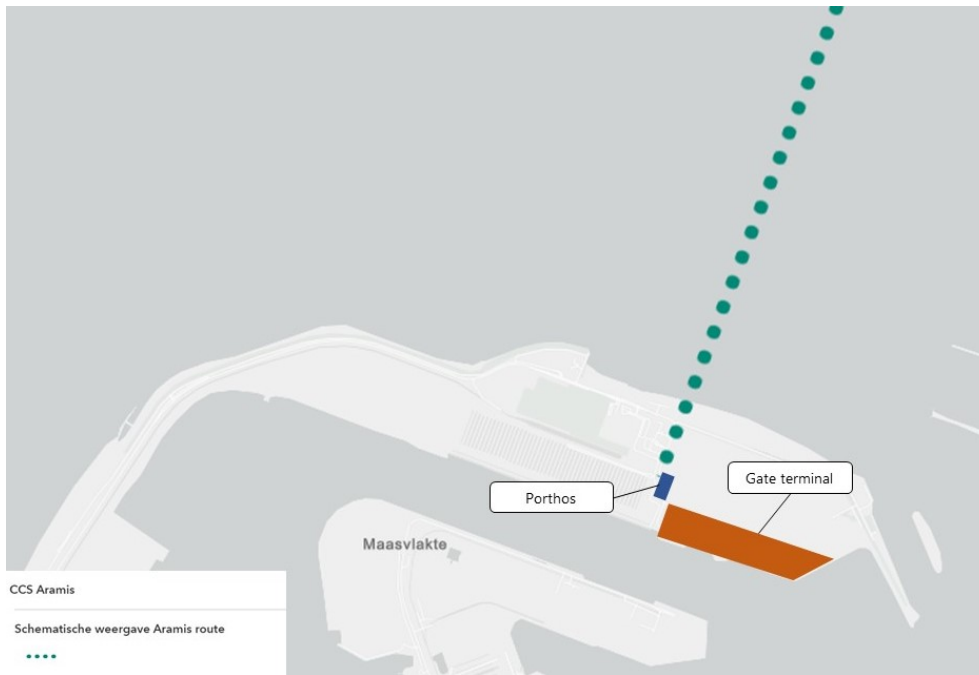 Gate terminal
Porthos
Maasvlakte
CCS Aramis
Schematische weergave Aramis route